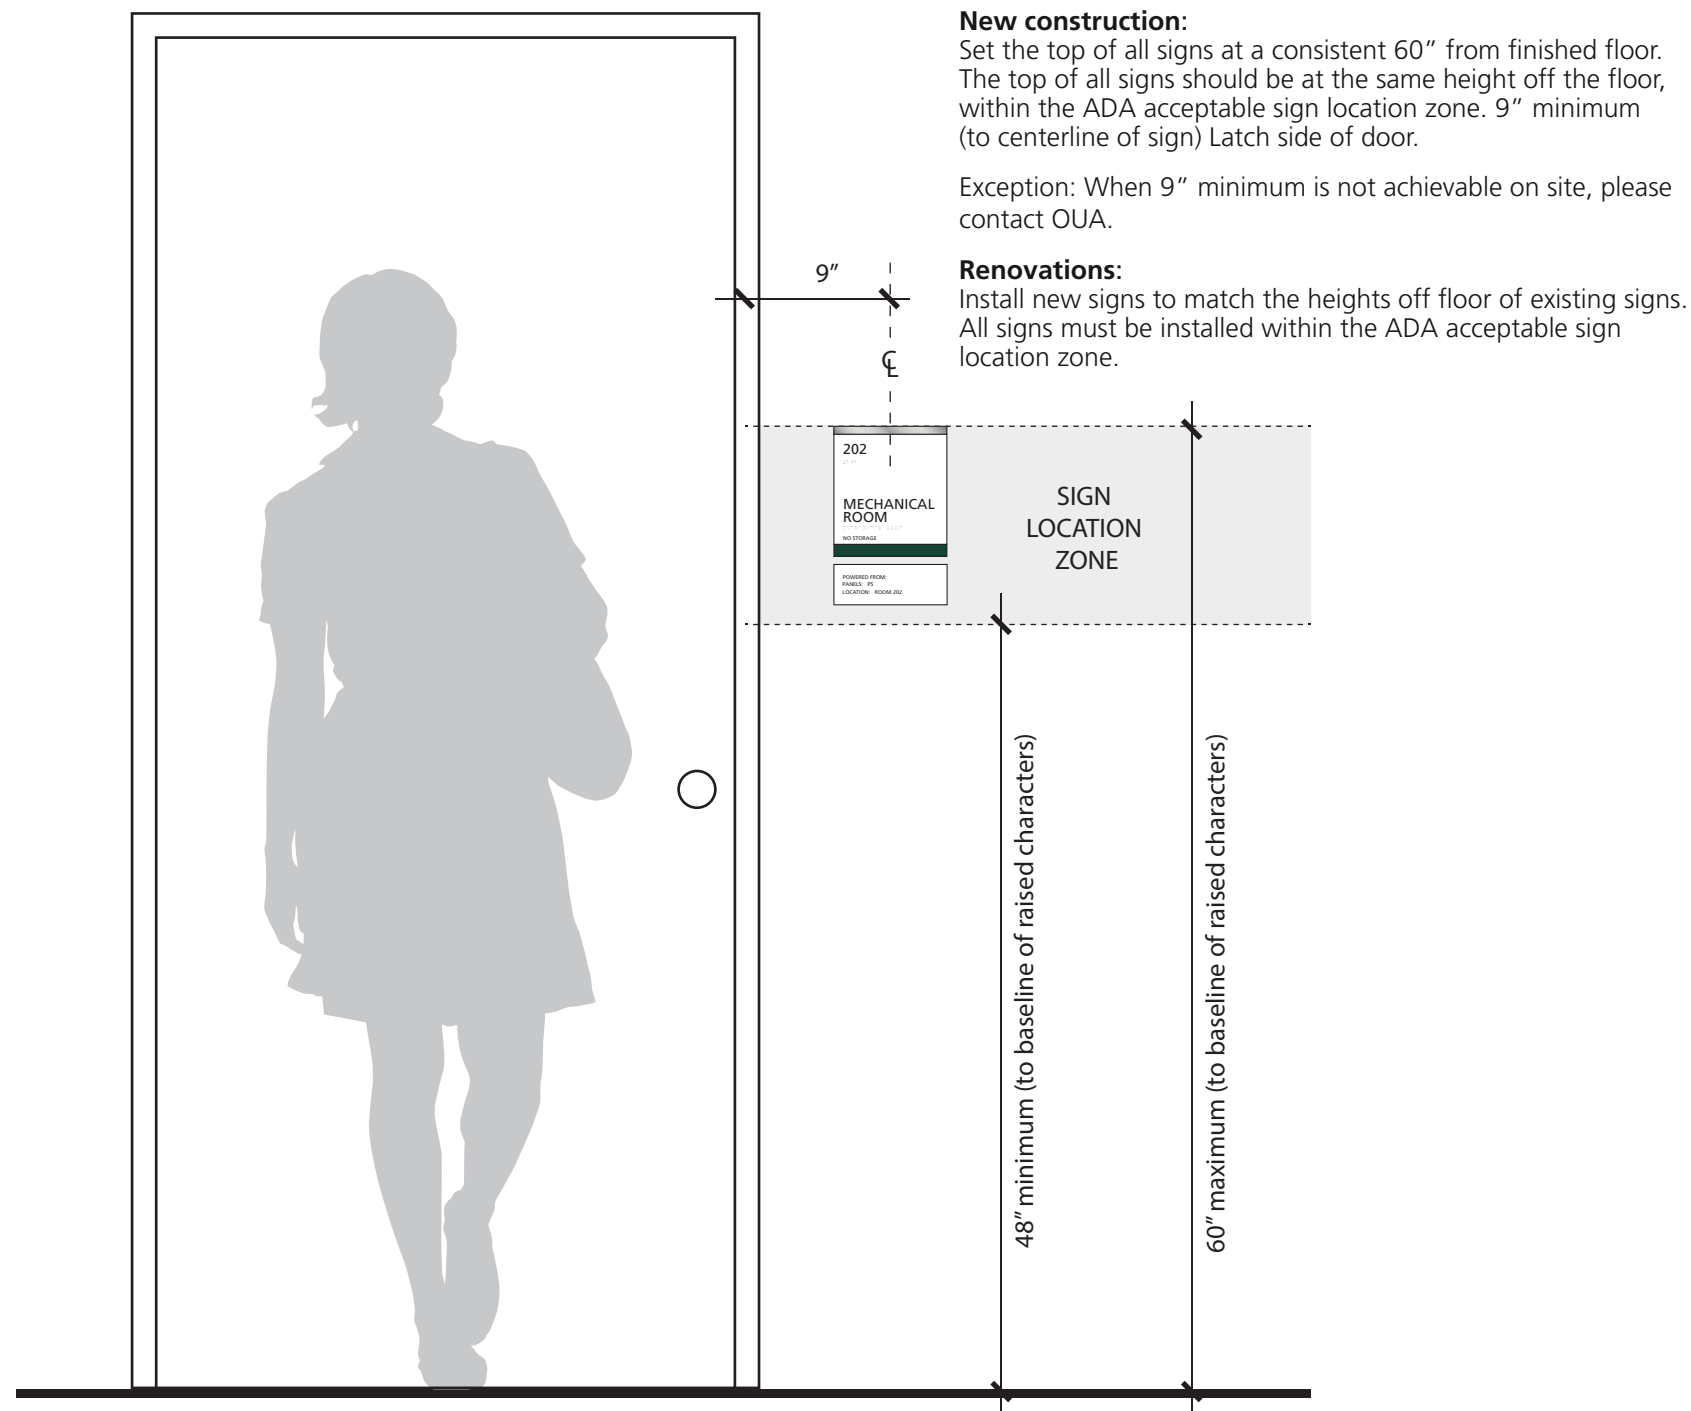 New construction:
Set the top of all signs at a consistent 60” from finished floor.
The top of all signs should be at the same height off the floor,
within the ADA acceptable sign location zone. 9” minimum
(to centerline of sign) Latch side of door.
Exception: When 9” minimum is not achievable on site, please
contact OUA.
Renovations:
Install new signs to match the heights off floor of existing signs.
All signs must be installed within the ADA acceptable sign
location zone.
9”
℄
202
MECHANICAL
ROOM
NO STORAGE
POWERED FROM:
PANELS: P5
LOCATION: ROOM 202
SIGN
LOCATION
ZONE
48” minimum (to baseline of raised characters)
60” maximum (to baseline of raised characters)